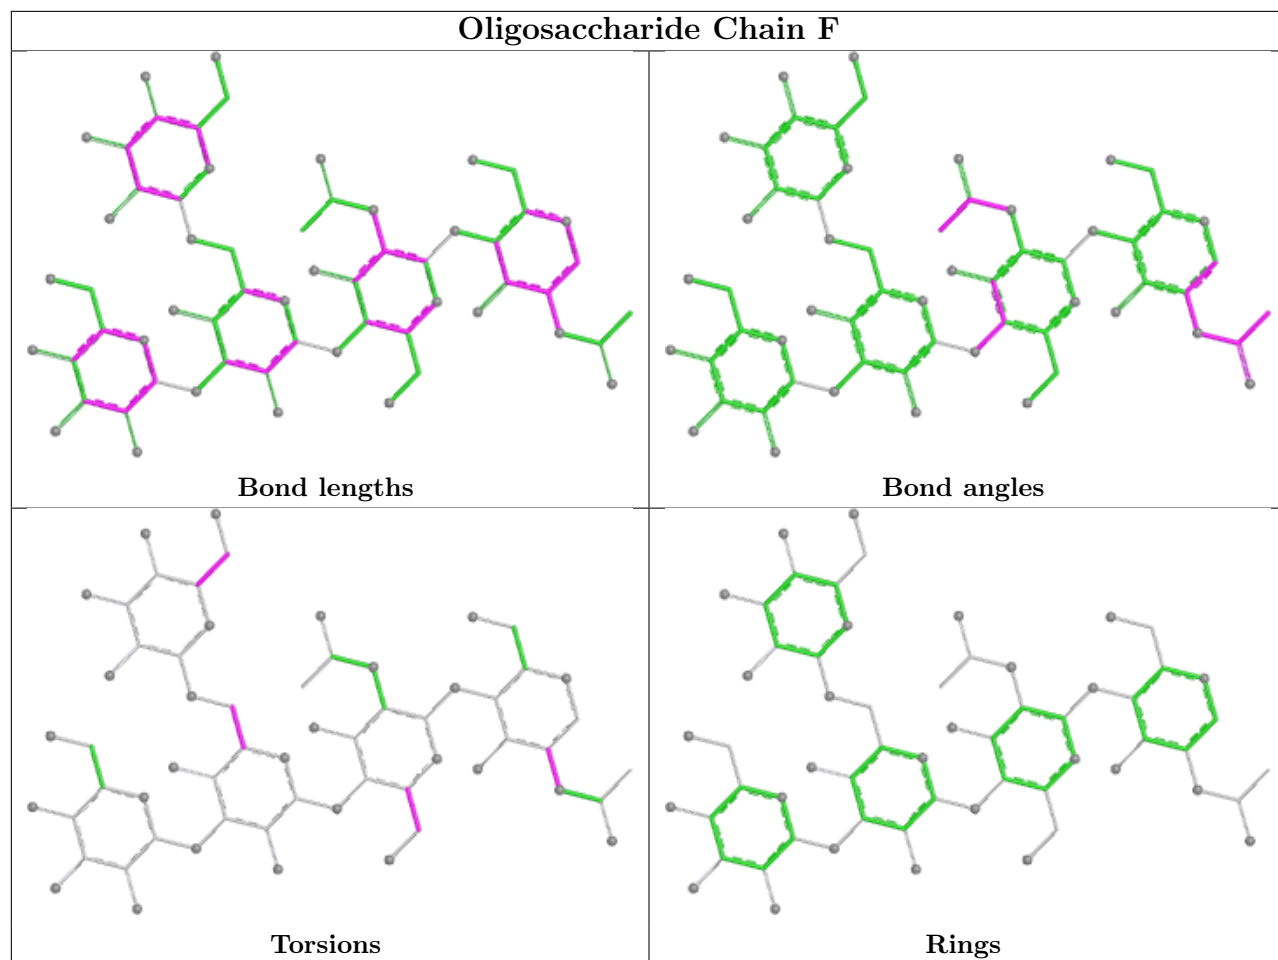 Oligosaccharide Chain F
Bond lengths
Bond angles
Torsions
Rings